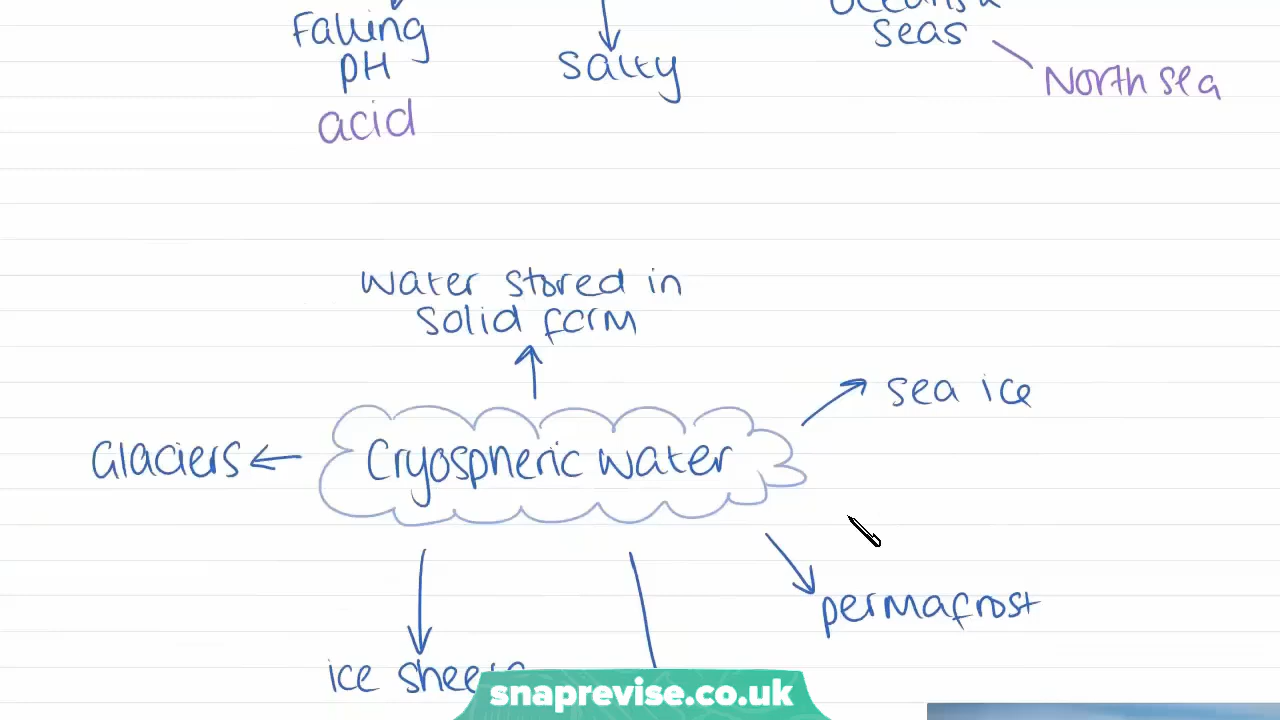 Falling
pH
acid
salty
seas
North sea
water stored in
solid form
sea ice
Glaciers
Cryospheric water
permafrost
ice
snaprevise.co.uk